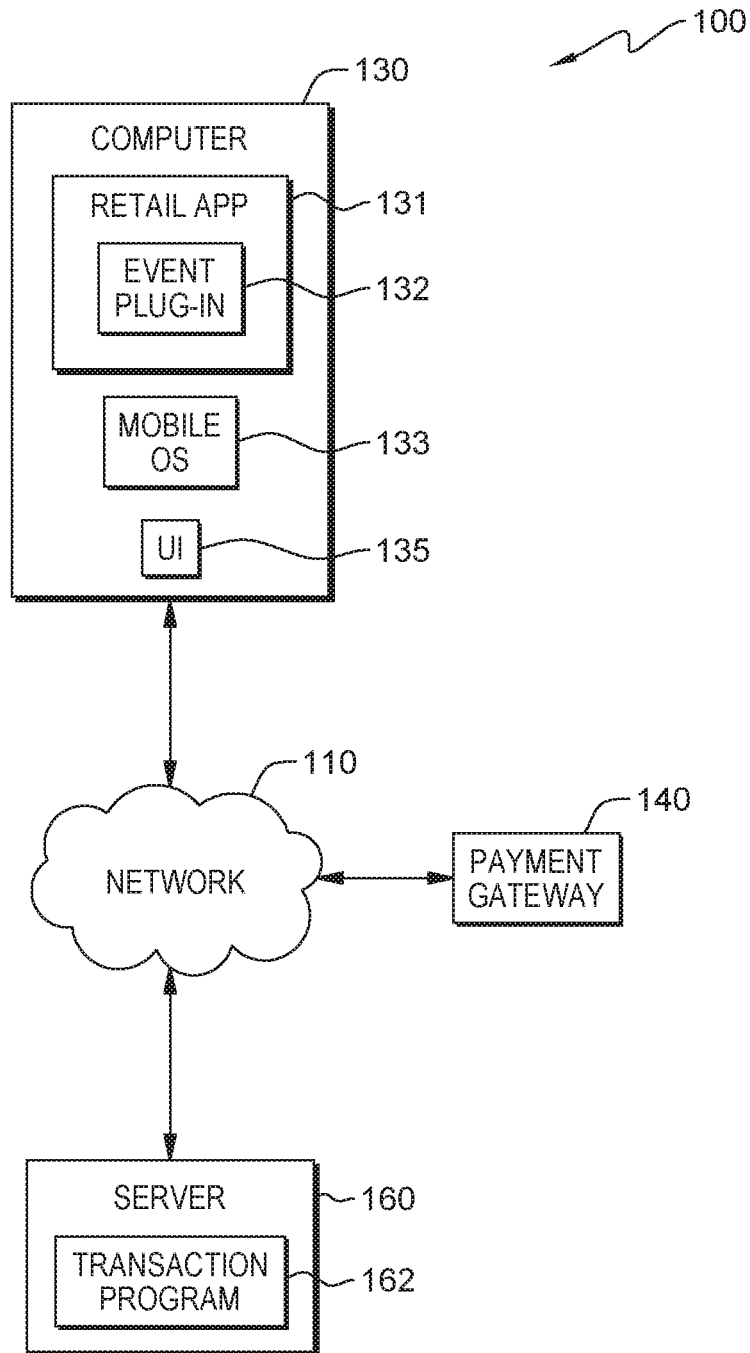 100
130
COMPUTER
RETAIL APP
131
EVENT
PLUG-IN
132
MOBILE
OS
133
UI
135
110
NETWORK
140
PAYMENT
GATEWAY
SERVER
160
TRANSACTION
PROGRAM
162